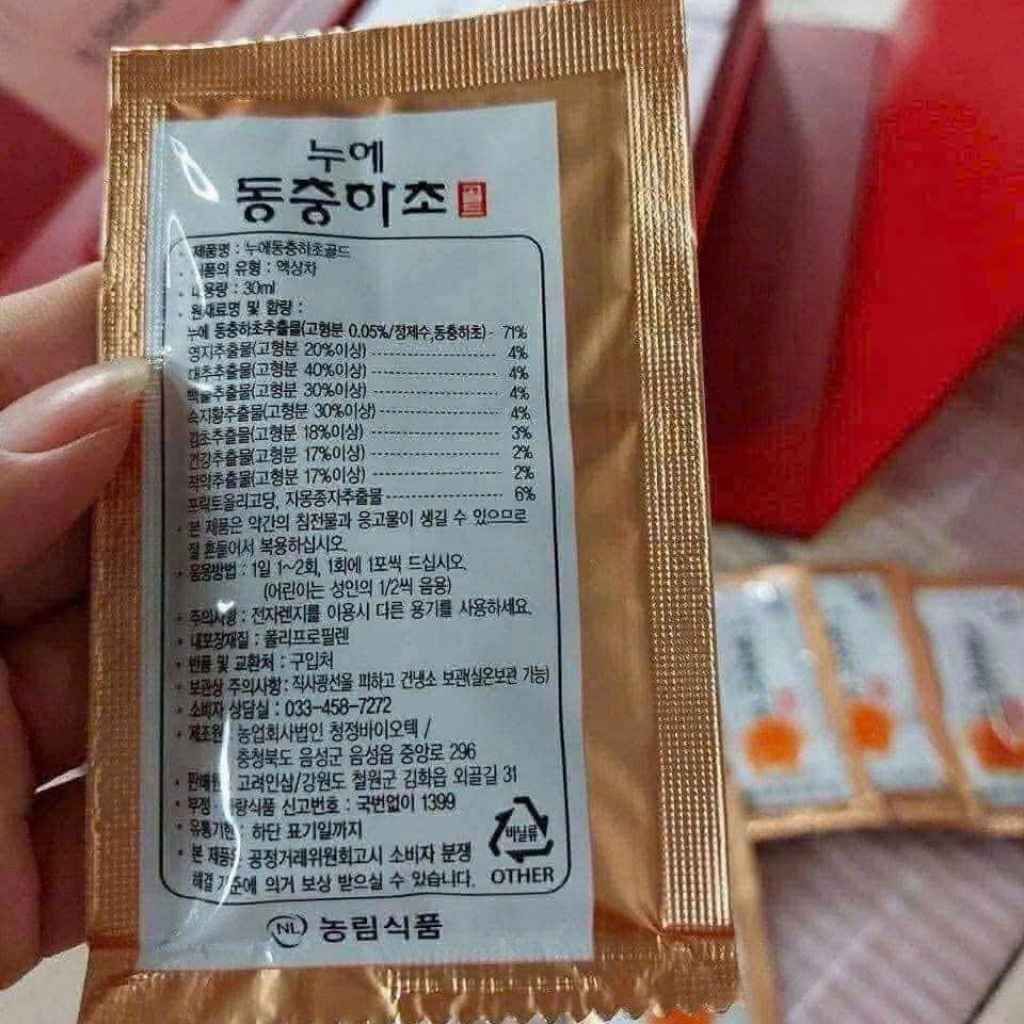 누에
동충하초 골드
· 제품명 : 누에동충하초골드
· 제품의 유형 : 액상차
· 내용량 : 30ml
· 원재료명 및 함량 :
누에 동충하초추출물(고형분 0.05%/정제수,동충하초) - 71%
영지추출물(고형분 20%이상) 4%
대추추출물(고형분 40%이상) 4%
백출추출물(고형분 30%이상) 4%
숙지황추출물(고형분 30%이상) 4%
감초추출물(고형분 18%이상) 3%
건강추출물(고형분 17%이상) 2%
작약추출물(고형분 17%이상) 2%
프락토올리고당, 자몽종자추출물 6%
· 본 제품은 약간의 침전물과 응고물이 생길 수 있으므로
잘 흔들어서 복용하십시오.
· 음용방법 : 1일 1~2회, 1회에 1포씩 드십시오.
(어린이는 성인의 1/2씩 음용)
· 주의사항 : 전자렌지를 이용시 다른 용기를 사용하세요.
· 내포장재질 : 폴리프로필렌
· 반품 및 교환처 : 구입처
· 보관상 주의사항 : 직사광선을 피하고 건냉소 보관(실온보관 가능)
· 소비자 상담실 : 033-458-7272
· 제조원 : 농업회사법인 청정바이오텍 /
충청북도 음성군 음성읍 중앙로 296
· 판매원 : 고려인삼/강원도 철원군 김화읍 외골길 31
· 부정·불량식품 신고번호 : 국번없이 1399
· 유통기한 : 하단 표기일까지
· 본 제품은 공정거래위원회고시 소비자 분쟁
해결 기준에 의거 보상 받으실 수 있습니다.
비닐류
OTHER
NL 농림식품